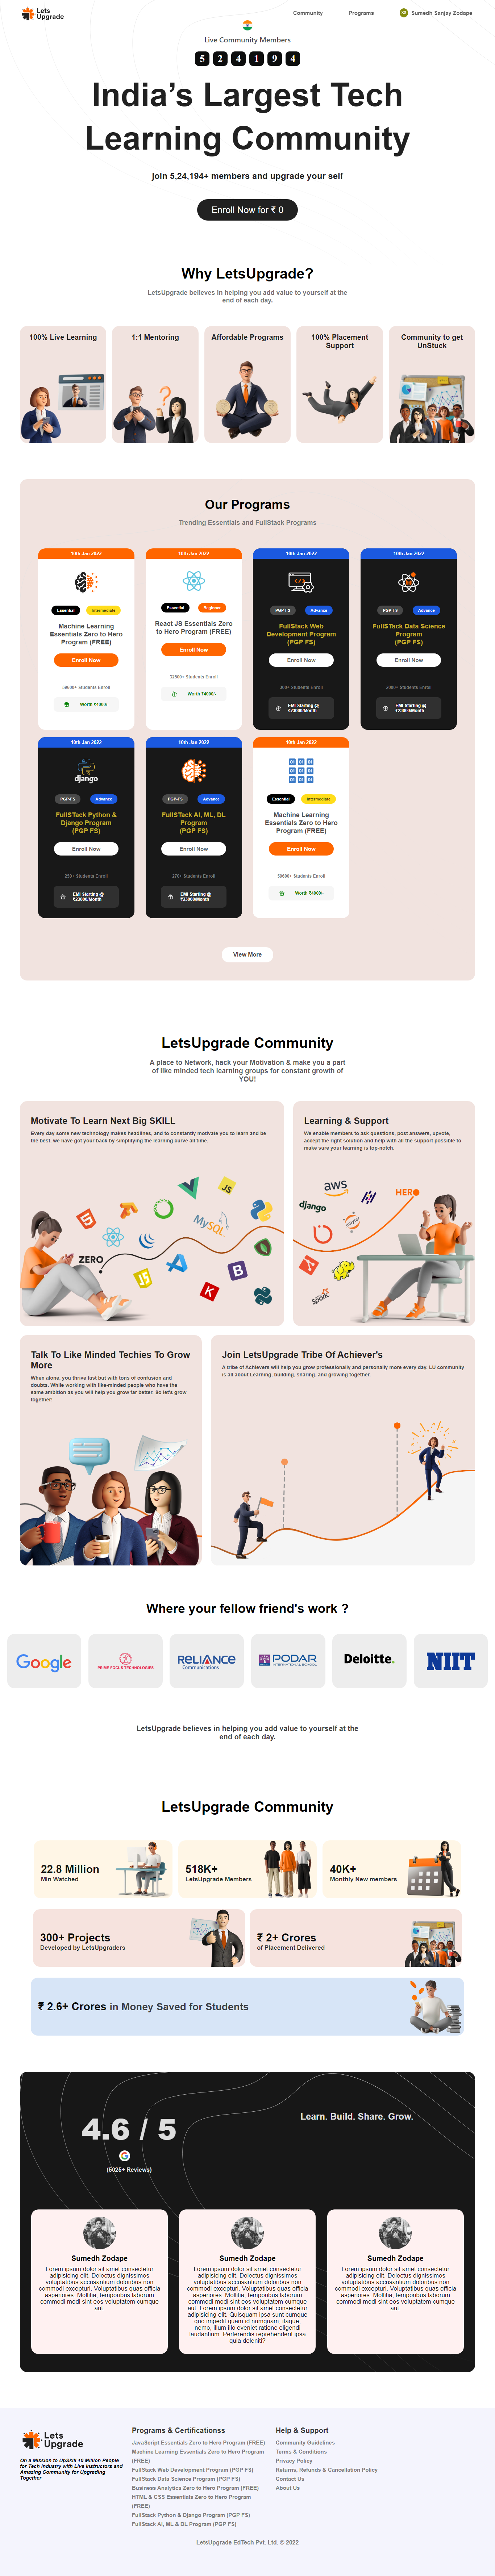 Lets
Upgrade
Community
Programs
Sumedh Sanjay Zodape
Live Community Members
5 2 4 1 9 4
India’s Largest Tech
Learning Community
join 5,24,194+ members and upgrade your self
Enroll Now for ₹ 0
Why LetsUpgrade?
LetsUpgrade believes in helping you add value to yourself at the
end of each day.
100% Live Learning
1:1 Mentoring
Affordable Programs
100% Placement
Support
Community to get
UnStuck
Our Programs
Trending Essentials and FullStack Programs
10th Jan 2022
Essential
Intermediate
Machine Learning
Essentials Zero to Hero
Program (FREE)
Enroll Now
39600+ Students Enroll
Worth ₹4000/-
10th Jan 2022
Essential
Beginner
React JS Essentials Zero
to Hero Program (FREE)
Enroll Now
32500+ Students Enroll
Worth ₹4000/-
10th Jan 2022
PGP-FS
Advance
FullStack Web
Development Program
(PGP FS)
Enroll Now
EMI Starting @
₹23000/Month
10th Jan 2022
PGP-FS
Advance
FullSTack Data Science
Program
(PGP FS)
Enroll Now
EMI Starting @
₹23000/Month
10th Jan 2022
django
PGP-FS
Advance
FullSTack Python &
Django Program
(PGP FS)
Enroll Now
EMI Starting @
₹23000/Month
10th Jan 2022
PGP-FS
Advance
FullSTack AI, ML, DL
Program
(PGP FS)
Enroll Now
EMI Starting @
₹23000/Month
10th Jan 2022
Essential
Intermediate
Machine Learning
Essentials Zero to Hero
Program (FREE)
Enroll Now
39600+ Students Enroll
Worth ₹4000/-
View More
LetsUpgrade Community
A place to Network, hack your Motivation & make you a part
of like minded tech learning groups for constant growth of
YOU!
Motivate To Learn Next Big SKILL
Every day some new technology makes headlines, and to constantly motivate you to learn and be
the best, we have got your back by simplifying the learning curve all time.
JS
MySQL
ZERO
TS
K
B
Learning & Support
We enable members to ask questions, post answers, upvote,
accept the right solution and help with all the support possible to
make sure your learning is top-notch.
aws
HERO
django
jupyter
Spark
Talk To Like Minded Techies To Grow
More
When alone, you thrive fast but with tons of confusion and
doubts. While working with like-minded people who have the
same ambition as you will help you grow far better. So let's grow
together!
Join LetsUpgrade Tribe Of Achiever's
A tribe of Achievers will help you grow professionally and personally more every day. LU community
is all about Learning, building, sharing, and growing together.
Where your fellow friend's work ?
Google
PRIME FOCUS TECHNOLOGIES
RELIANCE
Communications
PODAR
INTERNATIONAL SCHOOL
Deloitte.
NIIT
LetsUpgrade believes in helping you add value to yourself at the
end of each day.
LetsUpgrade Community
22.8 Million
Min Watched
518K+
LetsUpgrade Members
40K+
Monthly New members
300+ Projects
Developed by LetsUpgraders
₹ 2+ Crores
of Placement Delivered
₹ 2.6+ Crores in Money Saved for Students
4.6 / 5
(5025+ Reviews)
Learn. Build. Share. Grow.
Sumedh Zodape
Lorem ipsum dolor sit amet consectetur
adipisicing elit. Delectus dignissimos
voluptatibus accusantium doloribus non
commodi excepturi. Voluptatibus quas officia
asperiores. Mollitia, temporibus laborum
commodi modi sint eos voluptatem cumque
aut.
Sumedh Zodape
Lorem ipsum dolor sit amet consectetur
adipisicing elit. Delectus dignissimos
voluptatibus accusantium doloribus non
commodi excepturi. Voluptatibus quas officia
asperiores. Mollitia, temporibus laborum
commodi modi sint eos voluptatem cumque
aut. Lorem ipsum dolor sit amet consectetur
adipisicing elit. Quisquam ipsa sunt cumque
quo impedit quam id numquam, itaque,
nemo, illum illo eveniet ratione eligendi
laudantium. Perferendis reprehenderit ipsa
quia deleniti?
Sumedh Zodape
Lorem ipsum dolor sit amet consectetur
adipisicing elit. Delectus dignissimos
voluptatibus accusantium doloribus non
commodi excepturi. Voluptatibus quas officia
asperiores. Mollitia, temporibus laborum
commodi modi sint eos voluptatem cumque
aut.
Lets
Upgrade
On a Mission to UpSkill 10 Million People
for Tech Industry with Live Instructors and
Amazing Community for Upgrading
Together
Programs & Certificationss
JavaScript Essentials Zero to Hero Program (FREE)
Machine Learning Essentials Zero to Hero Program
(FREE)
FullStack Web Development Program (PGP FS)
FullStack Data Science Program (PGP FS)
Business Analytics Zero to Hero Program (FREE)
HTML & CSS Essentials Zero to Hero Program
(FREE)
FullStack Python & Django Program (PGP FS)
FullStack AI, ML & DL Program (PGP FS)
Help & Support
Community Guidelines
Terms & Conditions
Privacy Policy
Returns, Refunds & Cancellation Policy
Contact Us
About Us
LetsUpgrade EdTech Pvt. Ltd. © 2022